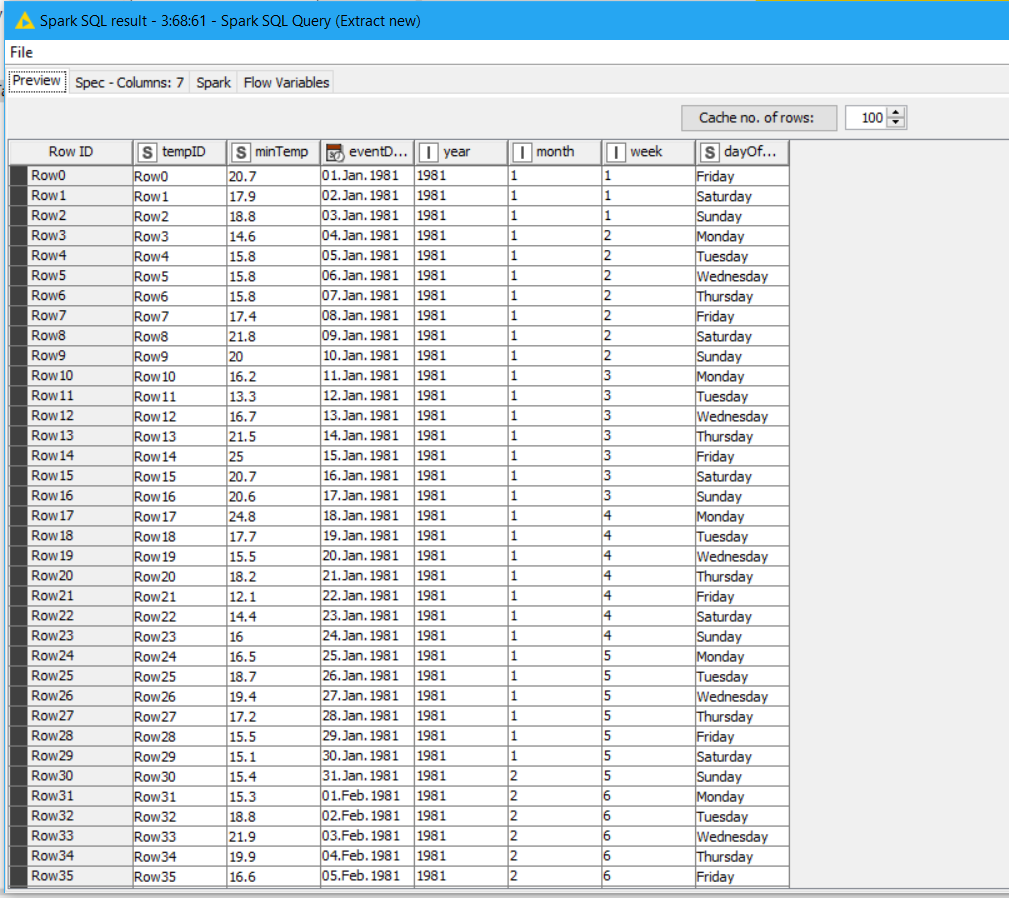 Spark SQL result - 3:68:61 - Spark SQL Query (Extract new)
File
Preview Spec - Columns: 7 Spark Flow Variables
Cache no. of rows: 100
Row ID S tempID S minTemp eventD... I year I month I week S dayOf...
Row0 Row0 20.7 01.Jan.1981 1981 1 1 Friday
Row1 Row1 17.9 02.Jan.1981 1981 1 1 Saturday
Row2 Row2 18.8 03.Jan.1981 1981 1 1 Sunday
Row3 Row3 14.6 04.Jan.1981 1981 1 2 Monday
Row4 Row4 15.8 05.Jan.1981 1981 1 2 Tuesday
Row5 Row5 15.8 06.Jan.1981 1981 1 2 Wednesday
Row6 Row6 15.8 07.Jan.1981 1981 1 2 Thursday
Row7 Row7 17.4 08.Jan.1981 1981 1 2 Friday
Row8 Row8 21.8 09.Jan.1981 1981 1 2 Saturday
Row9 Row9 20 10.Jan.1981 1981 1 2 Sunday
Row10 Row10 16.2 11.Jan.1981 1981 1 3 Monday
Row11 Row11 13.3 12.Jan.1981 1981 1 3 Tuesday
Row12 Row12 16.7 13.Jan.1981 1981 1 3 Wednesday
Row13 Row13 21.5 14.Jan.1981 1981 1 3 Thursday
Row14 Row14 25 15.Jan.1981 1981 1 3 Friday
Row15 Row15 20.7 16.Jan.1981 1981 1 3 Saturday
Row16 Row16 20.6 17.Jan.1981 1981 1 3 Sunday
Row17 Row17 24.8 18.Jan.1981 1981 1 4 Monday
Row18 Row18 17.7 19.Jan.1981 1981 1 4 Tuesday
Row19 Row19 15.5 20.Jan.1981 1981 1 4 Wednesday
Row20 Row20 18.2 21.Jan.1981 1981 1 4 Thursday
Row21 Row21 12.1 22.Jan.1981 1981 1 4 Friday
Row22 Row22 14.4 23.Jan.1981 1981 1 4 Saturday
Row23 Row23 16 24.Jan.1981 1981 1 4 Sunday
Row24 Row24 16.5 25.Jan.1981 1981 1 5 Monday
Row25 Row25 18.7 26.Jan.1981 1981 1 5 Tuesday
Row26 Row26 19.4 27.Jan.1981 1981 1 5 Wednesday
Row27 Row27 17.2 28.Jan.1981 1981 1 5 Thursday
Row28 Row28 15.5 29.Jan.1981 1981 1 5 Friday
Row29 Row29 15.1 30.Jan.1981 1981 1 5 Saturday
Row30 Row30 15.4 31.Jan.1981 1981 2 5 Sunday
Row31 Row31 15.3 01.Feb.1981 1981 2 6 Monday
Row32 Row32 18.8 02.Feb.1981 1981 2 6 Tuesday
Row33 Row33 21.9 03.Feb.1981 1981 2 6 Wednesday
Row34 Row34 19.9 04.Feb.1981 1981 2 6 Thursday
Row35 Row35 16.6 05.Feb.1981 1981 2 6 Friday